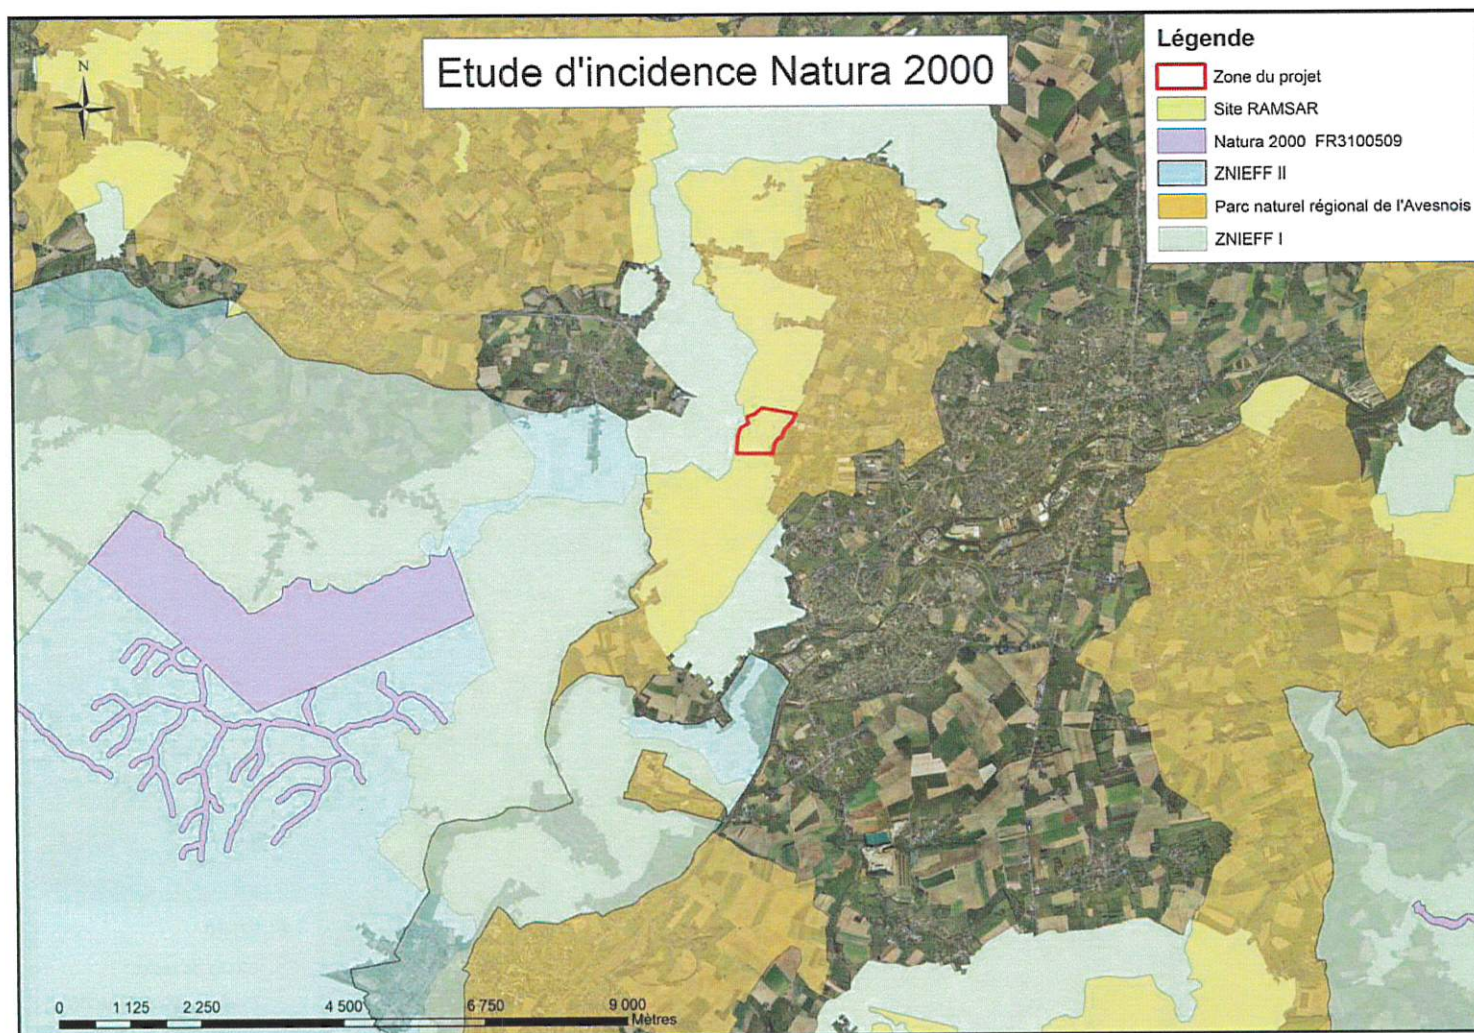 Etude d'incidence Natura 2000
N
Légende
Zone du projet
Site RAMSAR
Natura 2000 FR3100509
ZNIEFF II
Parc naturel régional de l'Avesnois
ZNIEFF I
0 1 125 2 250 4 500 6 750 9 000
Mètres